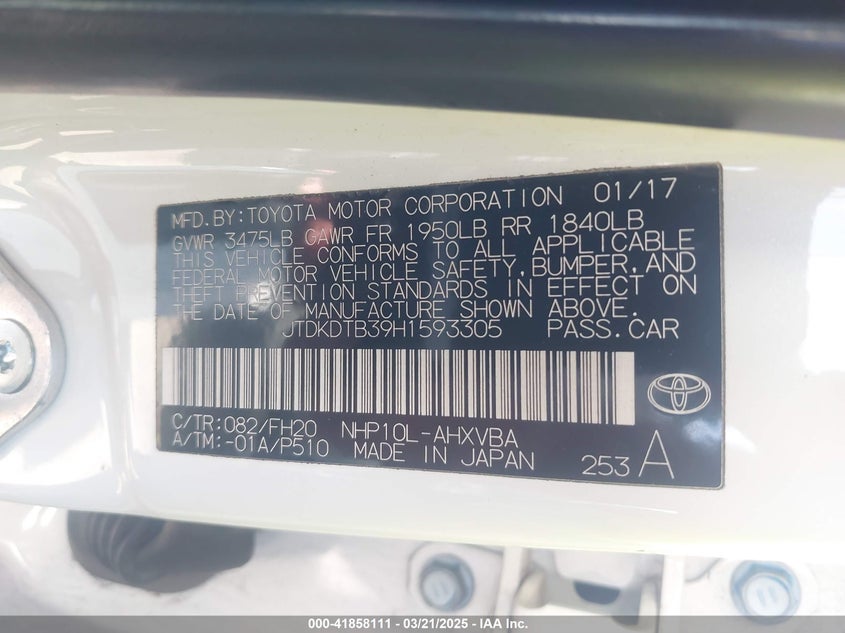 MFD.BY:TOYOTA MOTOR CORPORATION 01/17
GVWR 3475LB GAWR FR 1950LB RR 1840LB
THIS VEHICLE CONFORMS TO ALL APPLICABLE
FEDERAL MOTOR VEHICLE SAFETY,BUMPER,AND
THEFT PREVENTION STANDARDS IN EFFECT ON
THE DATE OF MANUFACTURE SHOWN ABOVE.
JTDKDTB39H1593305 PASS.CAR
C/TR:082/FH20 NHP10L-AHXVBA
A/TM:-01A/P510 MADE IN JAPAN 253 A
000-41858111 — 03/21/2025 — IAA Inc.